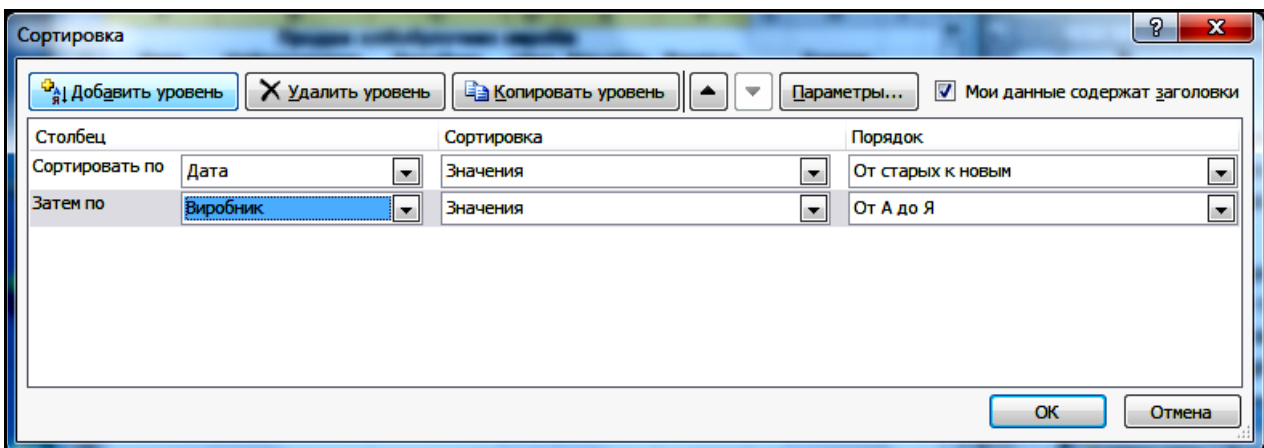 Сортировка
Добавить уровень Удалить уровень Копировать уровень Параметры... Мои данные содержат заголовки
Столбец Сортировка Порядок
Сортировать по Дата Значения От старых к новым
Затем по Виробник Значения От А до Я
ОК Отмена